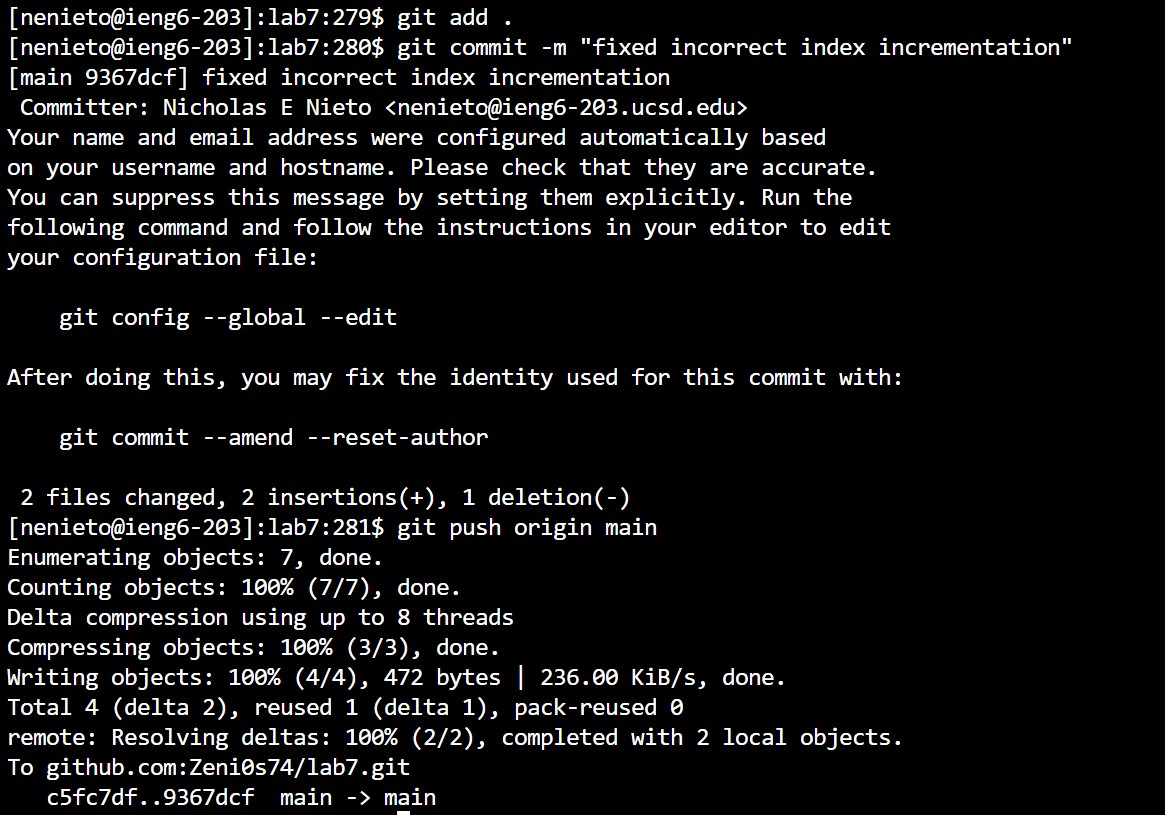 [nenieto@ieng6-203]:lab7:279$ git add .
[nenieto@ieng6-203]:lab7:280$ git commit -m "fixed incorrect index incrementation"
[main 9367dcf] fixed incorrect index incrementation
 Committer: Nicholas E Nieto <nenieto@ieng6-203.ucsd.edu>
Your name and email address were configured automatically based
on your username and hostname. Please check that they are accurate.
You can suppress this message by setting them explicitly. Run the
following command and follow the instructions in your editor to edit
your configuration file:

    git config --global --edit

After doing this, you may fix the identity used for this commit with:

    git commit --amend --reset-author

 2 files changed, 2 insertions(+), 1 deletion(-)
[nenieto@ieng6-203]:lab7:281$ git push origin main
Enumerating objects: 7, done.
Counting objects: 100% (7/7), done.
Delta compression using up to 8 threads
Compressing objects: 100% (3/3), done.
Writing objects: 100% (4/4), 472 bytes | 236.00 KiB/s, done.
Total 4 (delta 2), reused 1 (delta 1), pack-reused 0
remote: Resolving deltas: 100% (2/2), completed with 2 local objects.
To github.com:Zeni0s74/lab7.git
   c5fc7df..9367dcf  main -> main